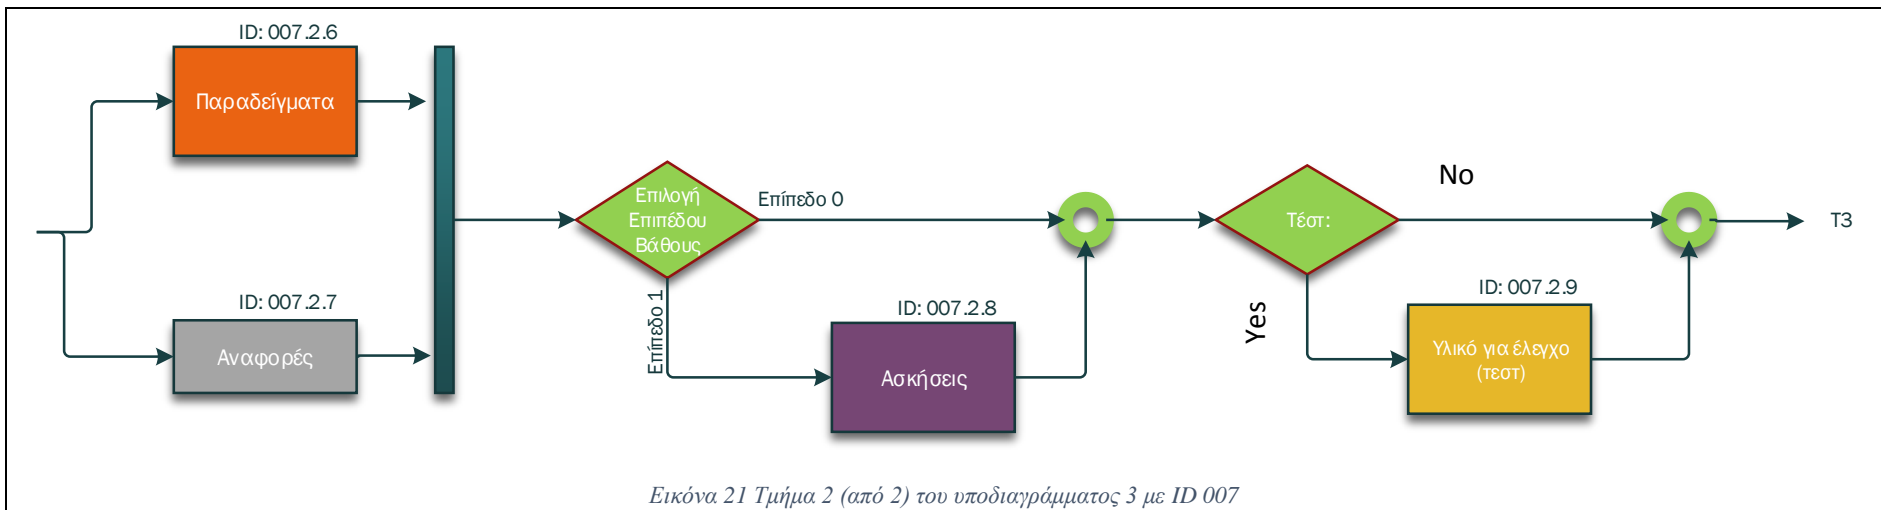 ID: 007.2.6
Παραδείγματα
ID: 007.2.7
Αναφορές
Επιλογή
Επιπέδου
Βάθους
Επίπεδο 0
Επίπεδο 1
ID: 007.2.8
Ασκήσεις
Τέστ:
No
Yes
ID: 007.2.9
Υλικό για έλεγχο
(τεστ)
T3
Εικόνα 21 Τμήμα 2 (από 2) του υποδιαγράμματος 3 με ID 007